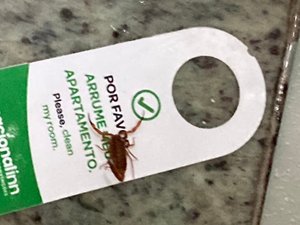 POR FAV
ARRUME
APARTAMENTO.
Please, clean
my room.